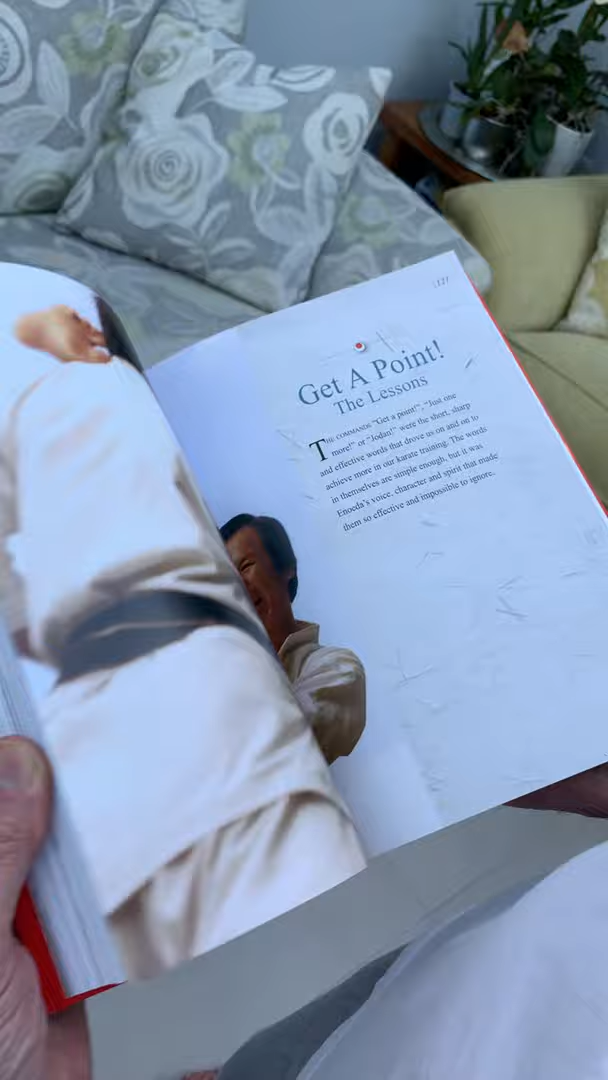 121
Get A Point!
The Lessons
THE COMMANDS "Get a point!", "Just one
more!" or "Jodan!" were the short, sharp
and effective words that drove us on and on to
achieve more in our karate training. The words
in themselves are simple enough, but it was
Enoeda's voice, character and spirit that made
them so effective and impossible to ignore.